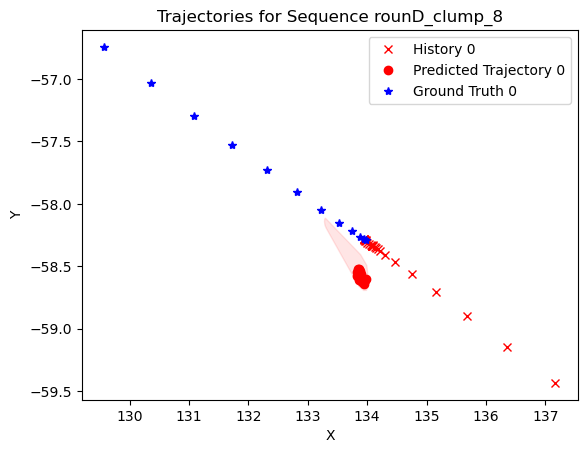 Trajectories for Sequence rounD_clump_8
History 0
Predicted Trajectory 0
Ground Truth 0
−57.0
−57.5
−58.0
−58.5
−59.0
−59.5
Y
130 131 132 133 134 135 136 137
X